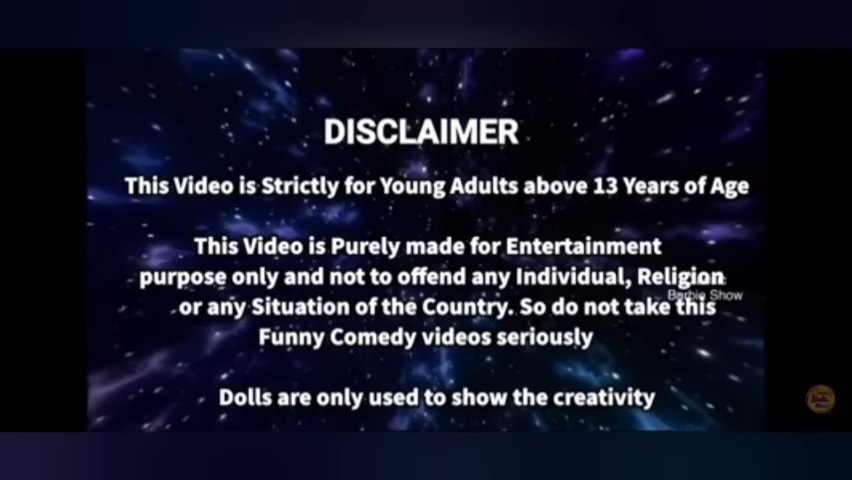 DISCLAIMER
This Video is Strictly for Young Adults above 13 Years of Age
This Video is Purely made for Entertainment
purpose only and not to offend any Individual, Religion
Barbie Show
or any Situation of the Country. So do not take this
Funny Comedy videos seriously
Dolls are only used to show the creativity